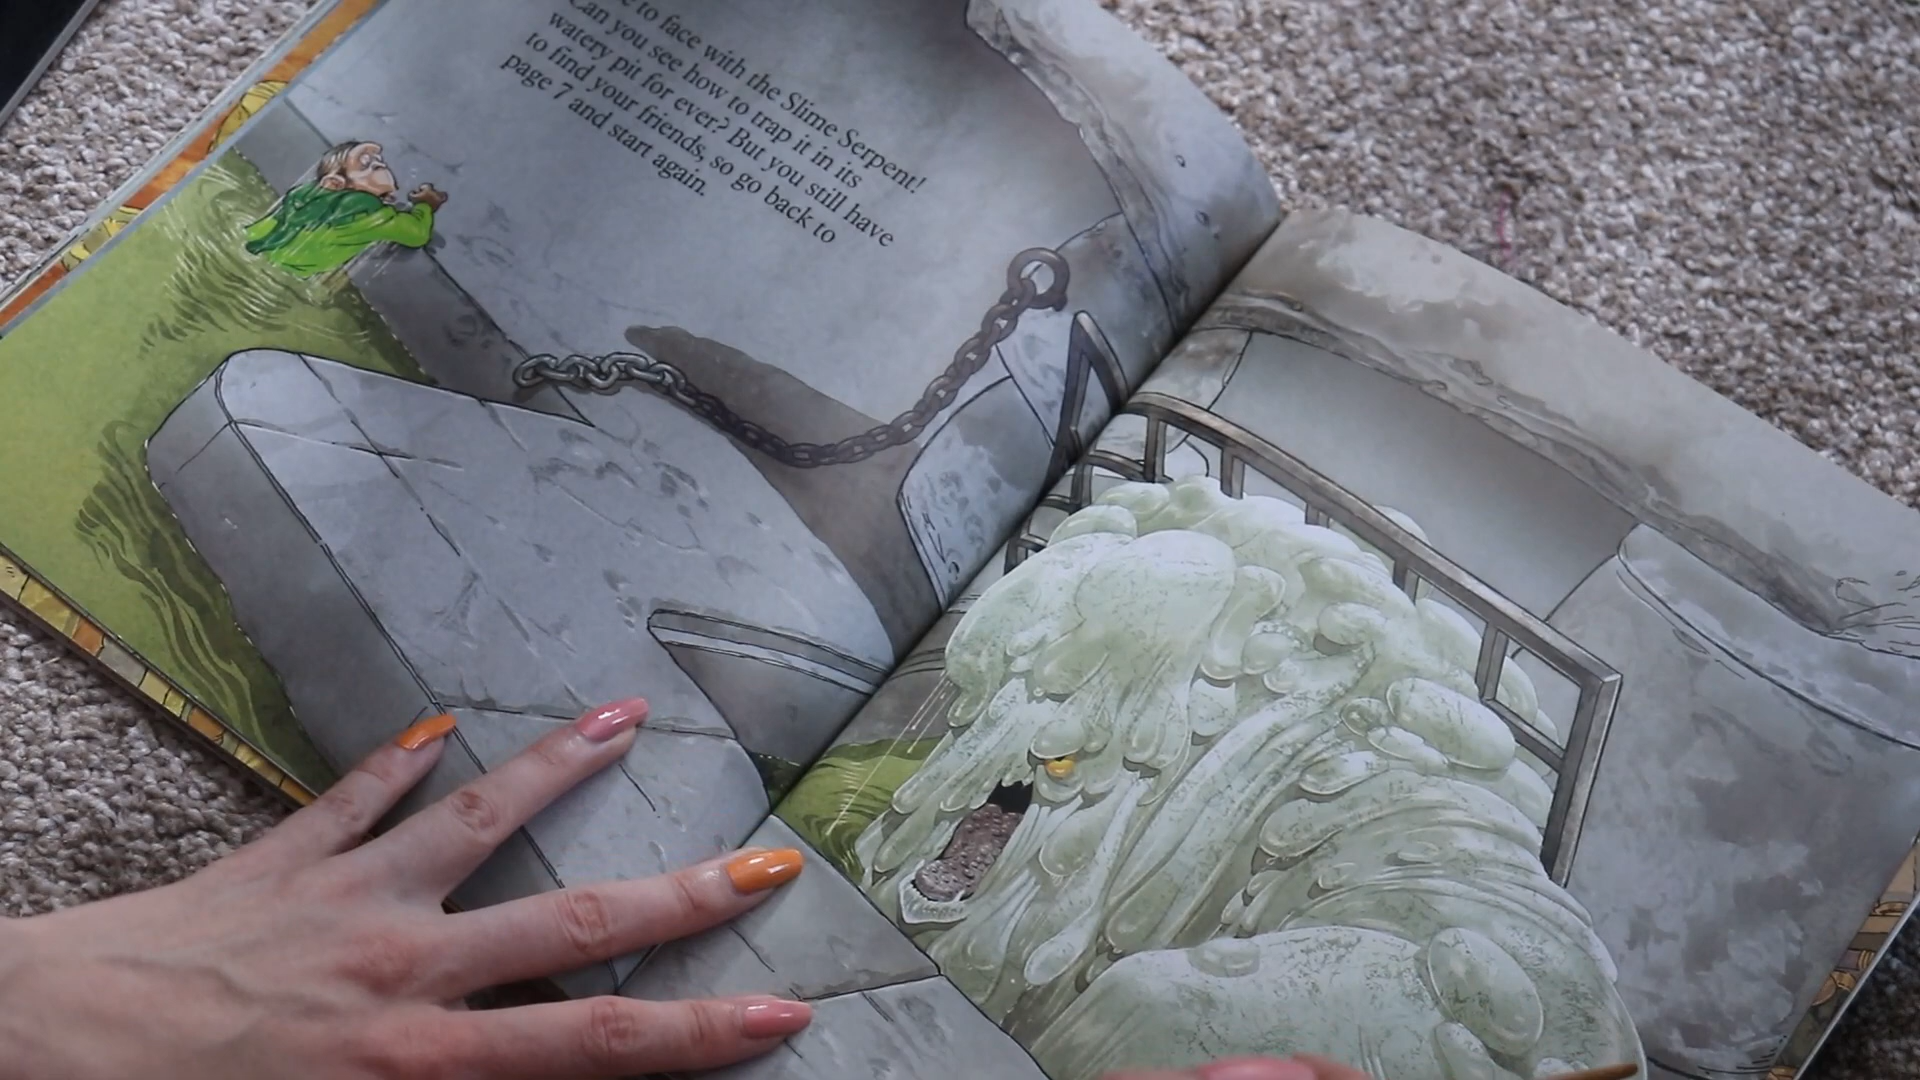 to face with the Slime Serpent!
Can you see how to trap it in its
watery pit for ever? But you still have
to find your friends, so go back to
page 7 and start again.